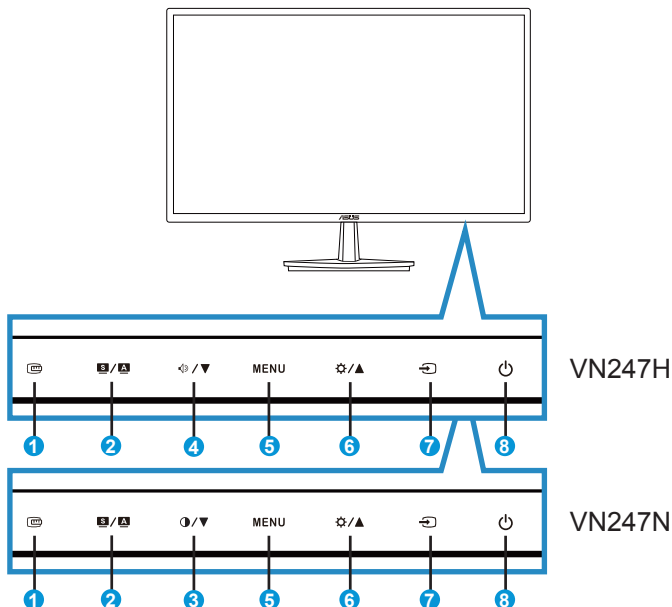 ASUS
S/A MENU
VN247H
1 2 4 5 6 7 8
S/A MENU
VN247N
1 2 3 5 6 7 8